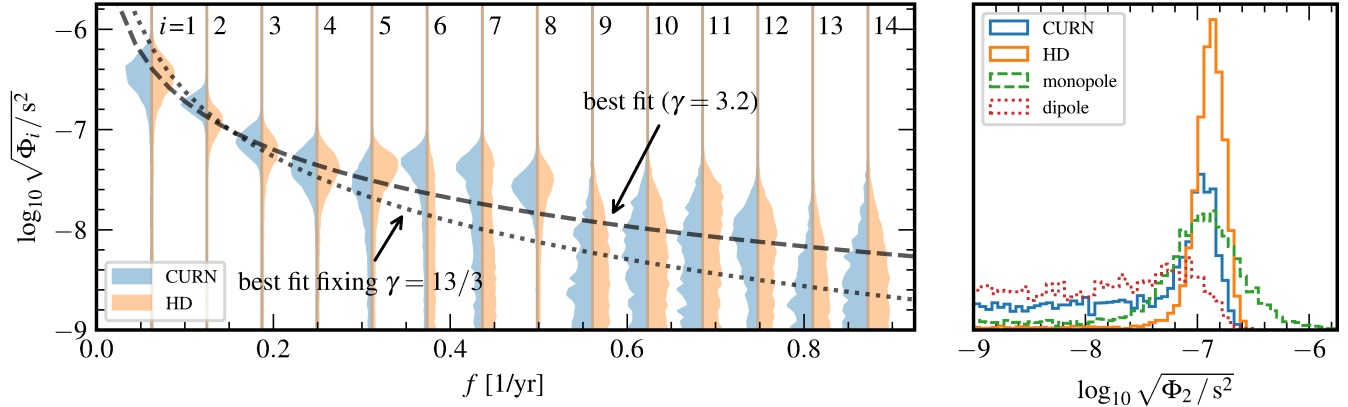 i=1 2 3 4 5 6 7 8 9 10 11 12 13 14
−6
−7
−8
−9
log₁₀ √Φᵢ / s²
best fit (γ = 3.2)
best fit fixing γ = 13/3
CURN
HD
0.0 0.2 0.4 0.6 0.8
f [1/yr]
CURN
HD
monopole
dipole
−9 −8 −7 −6
log₁₀ √Φ₂ / s²